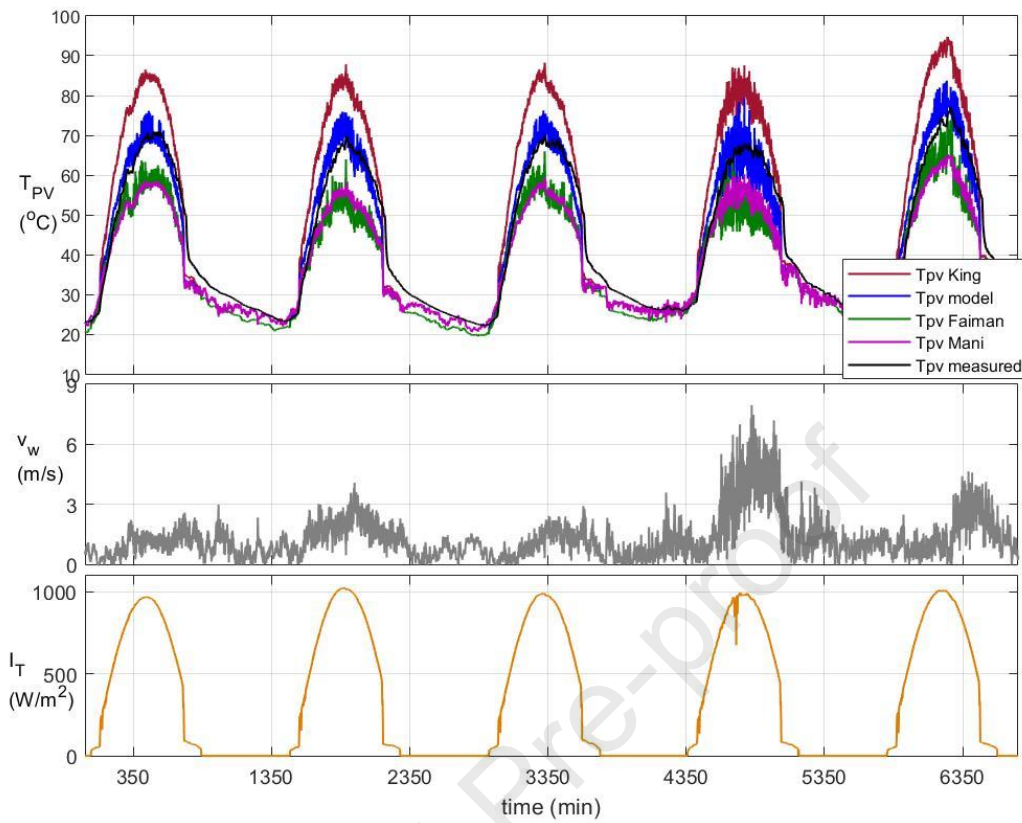 100
90
80
70
60
50
40
30
20
10
T_PV
(°C)
Tpv King
Tpv model
Tpv Faiman
Tpv Mani
Tpv measured
9
6
3
0
v_w
(m/s)
1000
500
0
I_T
(W/m²)
350 1350 2350 3350 4350 5350 6350
time (min)
Pre-proof